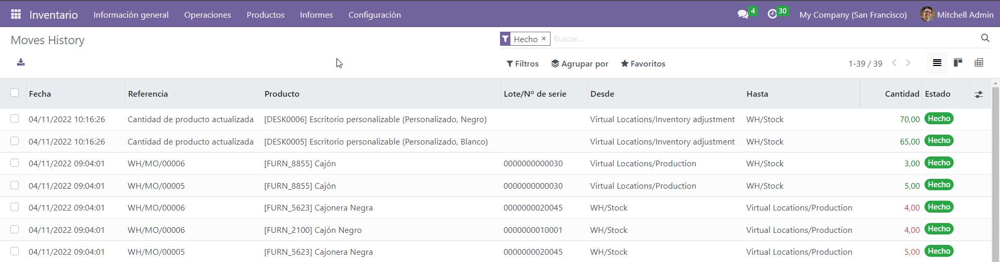 Inventario Información general Operaciones Productos Informes Configuración 4 30 My Company (San Francisco) Mitchell Admin
Moves History Hecho × Buscar...
Filtros Agrupar por Favoritos 1-39 / 39
Fecha Referencia Producto Lote/Nº de serie Desde Hasta Cantidad Estado
04/11/2022 10:16:26 Cantidad de producto actualizada [DESK0006] Escritorio personalizable (Personalizado, Negro) Virtual Locations/Inventory adjustment WH/Stock 70,00 Hecho
04/11/2022 10:16:26 Cantidad de producto actualizada [DESK0005] Escritorio personalizable (Personalizado, Blanco) Virtual Locations/Inventory adjustment WH/Stock 65,00 Hecho
04/11/2022 09:04:01 WH/MO/00006 [FURN_8855] Cajón 0000000000030 Virtual Locations/Production WH/Stock 3,00 Hecho
04/11/2022 09:04:01 WH/MO/00005 [FURN_8855] Cajón 0000000000030 Virtual Locations/Production WH/Stock 5,00 Hecho
04/11/2022 09:04:01 WH/MO/00006 [FURN_5623] Cajonera Negra 0000000020045 WH/Stock Virtual Locations/Production 4,00 Hecho
04/11/2022 09:04:01 WH/MO/00006 [FURN_2100] Cajón Negro 0000000010001 WH/Stock Virtual Locations/Production 4,00 Hecho
04/11/2022 09:04:01 WH/MO/00005 [FURN_5623] Cajonera Negra 0000000020045 WH/Stock Virtual Locations/Production 5,00 Hecho